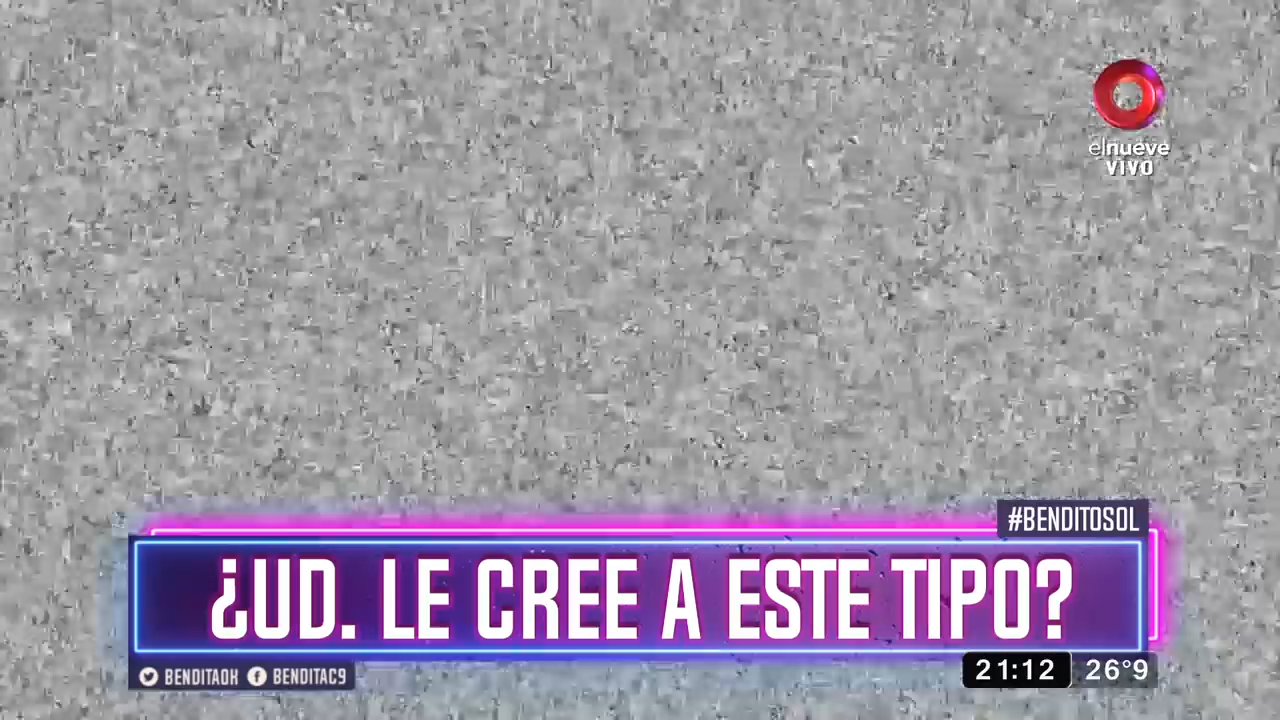 elnueve
VIVO
#BENDITOSOL
¿UD. LE CREE A ESTE TIPO?
BENDITAOK BENDITAC9
21:12 26°9